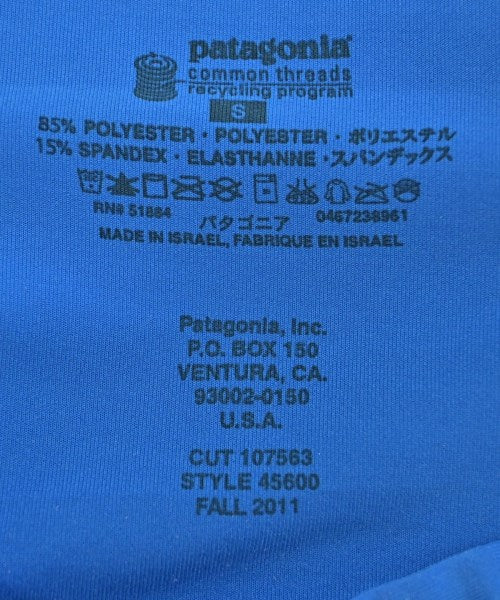 patagonia®
common threads
recycling program
S
85% POLYESTER · POLYESTER · ポリエステル
15% SPANDEX · ELASTHANNE · スパンデックス
RN# 51884 パタゴニア 0467238961
MADE IN ISRAEL, FABRIQUE EN ISRAEL
Patagonia, Inc.
P.O. BOX 150
VENTURA, CA.
93002-0150
U.S.A.
CUT 107563
STYLE 45600
FALL 2011